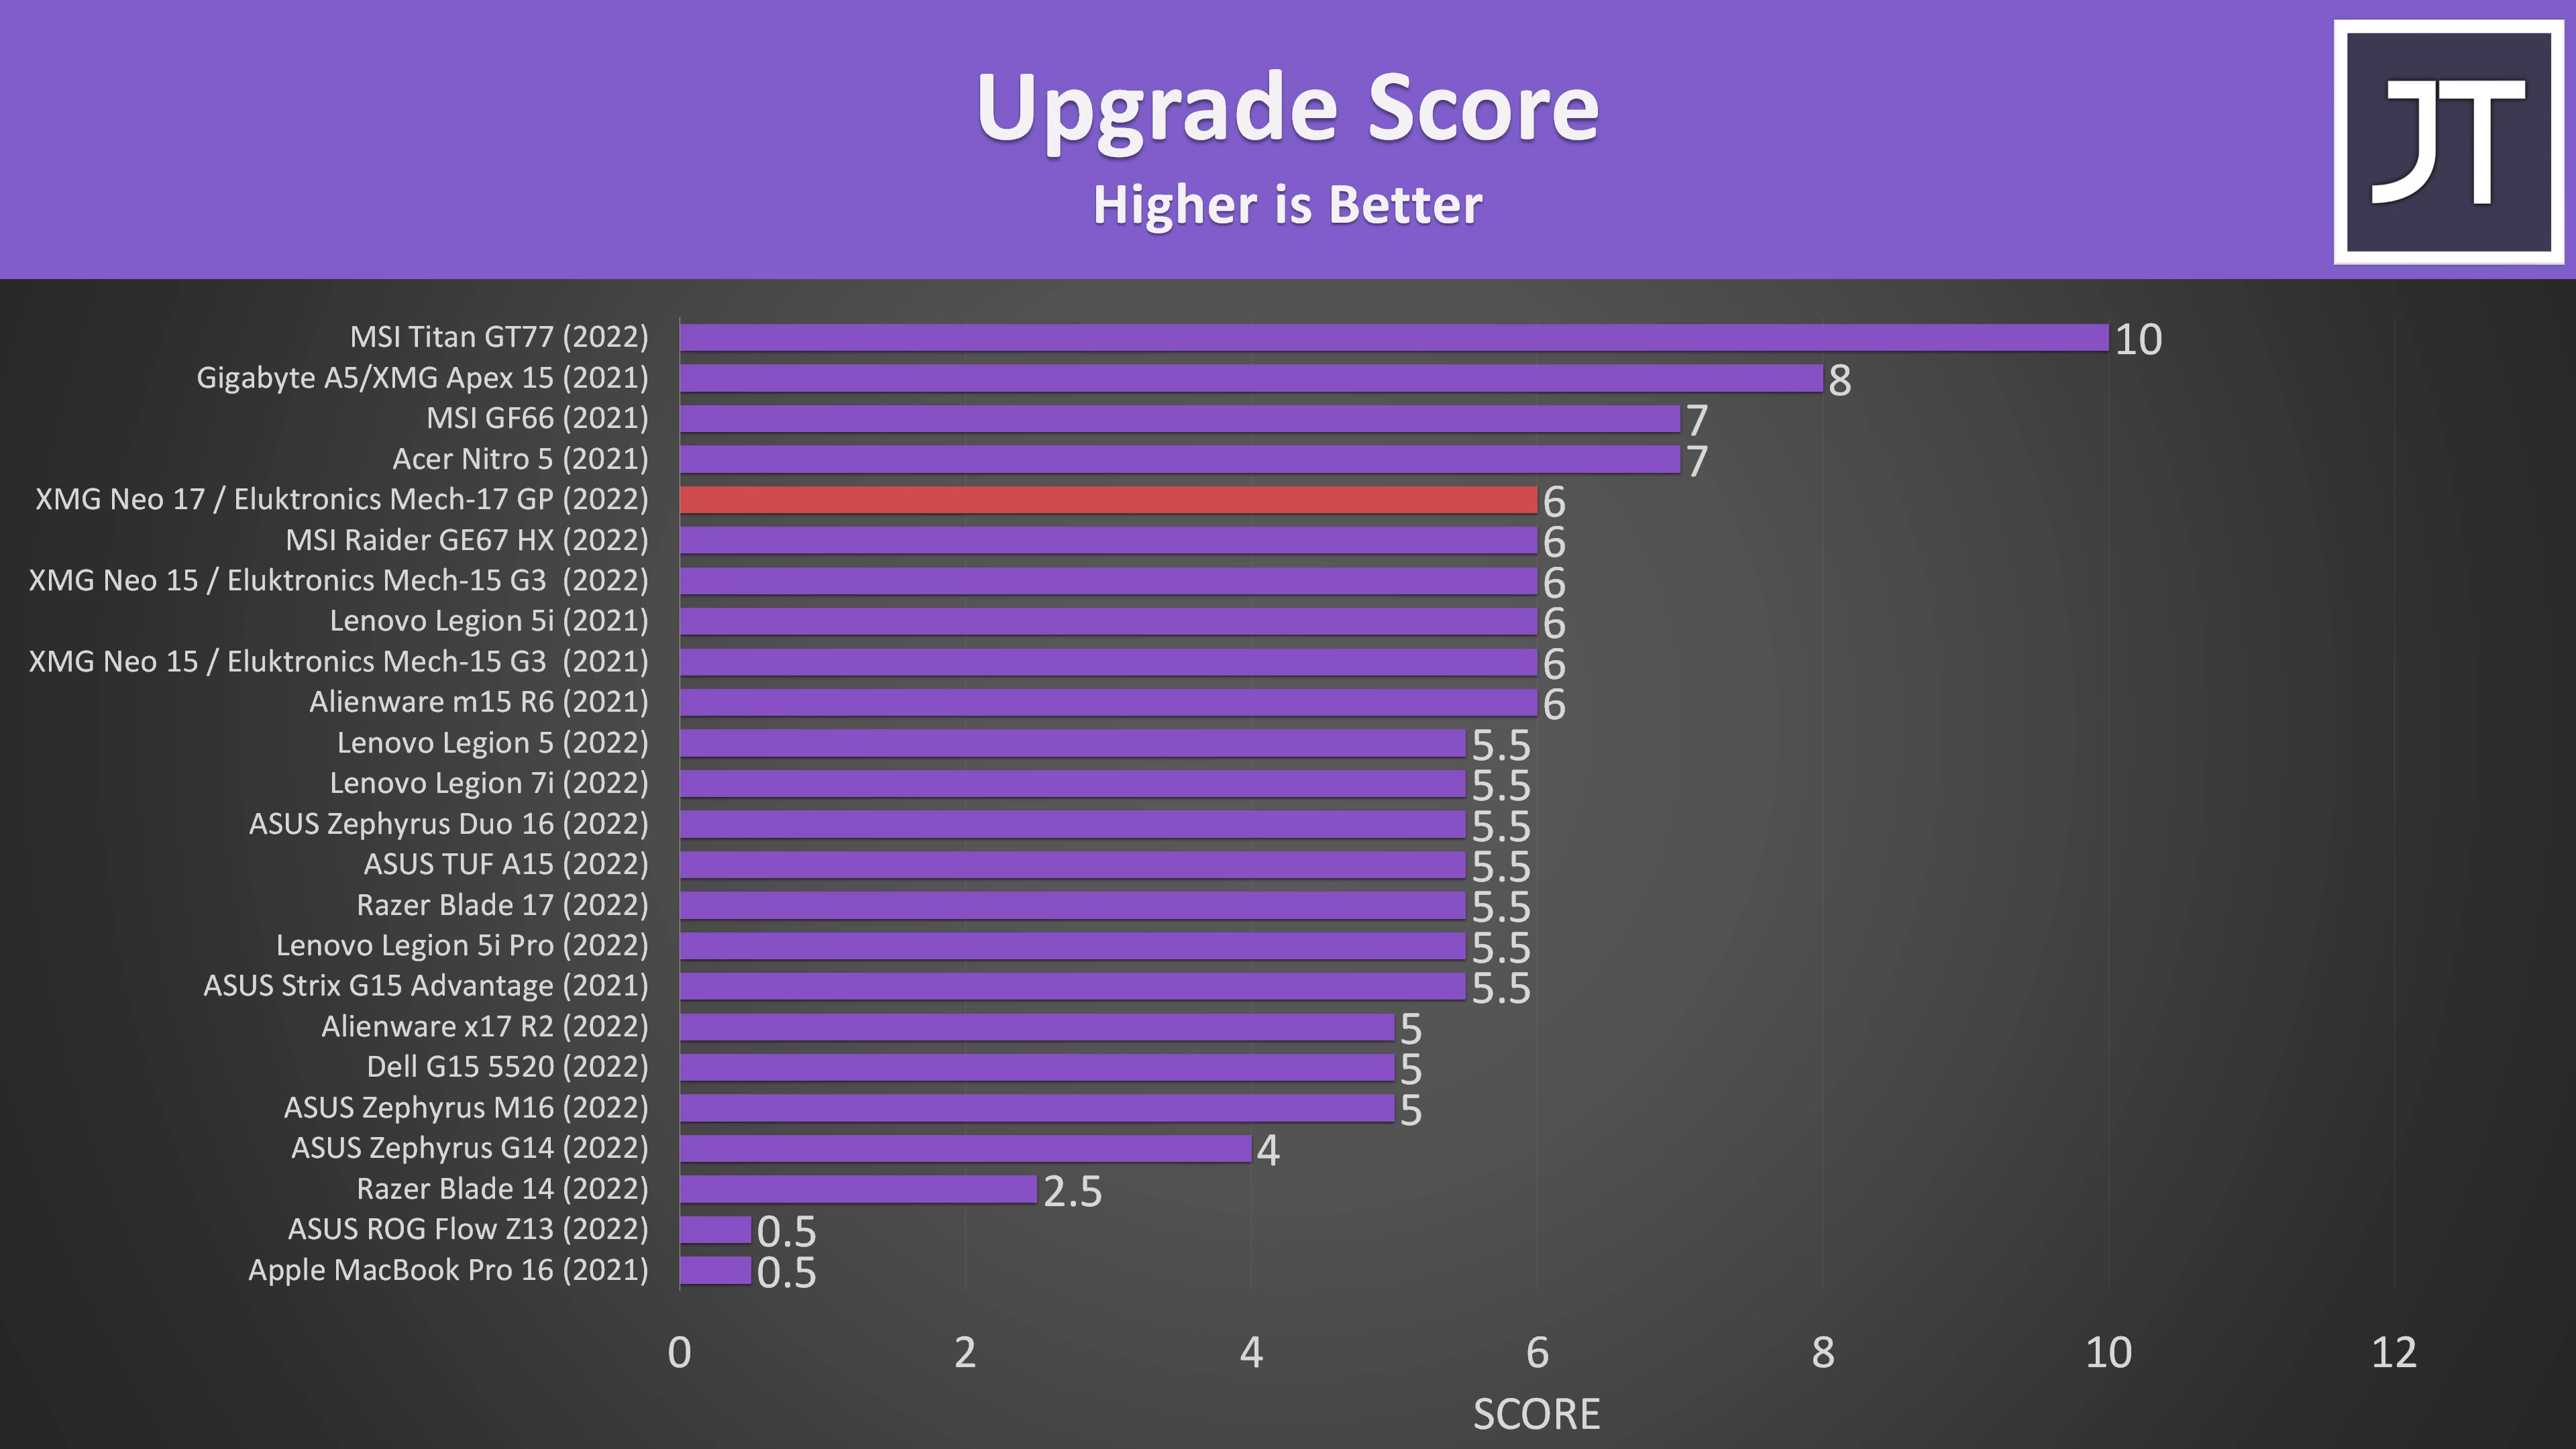 Upgrade Score
Higher is Better
JT
MSI Titan GT77 (2022) 10
Gigabyte A5/XMG Apex 15 (2021) 8
MSI GF66 (2021) 7
Acer Nitro 5 (2021) 7
XMG Neo 17 / Eluktronics Mech-17 GP (2022) 6
MSI Raider GE67 HX (2022) 6
XMG Neo 15 / Eluktronics Mech-15 G3 (2022) 6
Lenovo Legion 5i (2021) 6
XMG Neo 15 / Eluktronics Mech-15 G3 (2021) 6
Alienware m15 R6 (2021) 6
Lenovo Legion 5 (2022) 5.5
Lenovo Legion 7i (2022) 5.5
ASUS Zephyrus Duo 16 (2022) 5.5
ASUS TUF A15 (2022) 5.5
Razer Blade 17 (2022) 5.5
Lenovo Legion 5i Pro (2022) 5.5
ASUS Strix G15 Advantage (2021) 5.5
Alienware x17 R2 (2022) 5
Dell G15 5520 (2022) 5
ASUS Zephyrus M16 (2022) 5
ASUS Zephyrus G14 (2022) 4
Razer Blade 14 (2022) 2.5
ASUS ROG Flow Z13 (2022) 0.5
Apple MacBook Pro 16 (2021) 0.5
0 2 4 6 8 10 12
SCORE